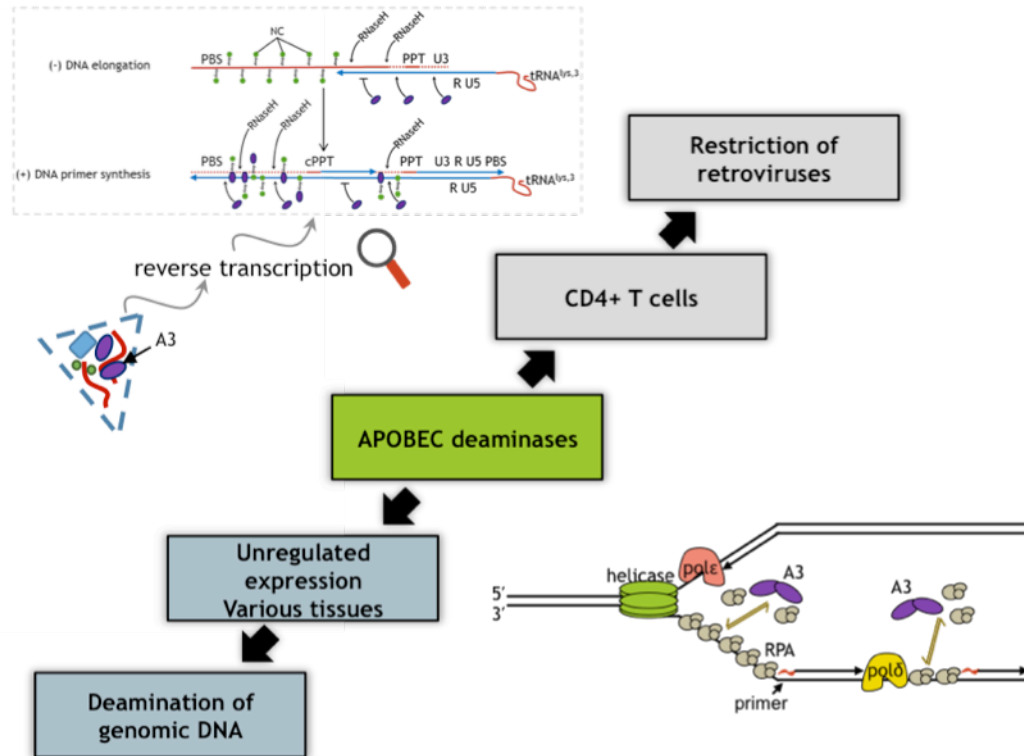 NC
RNaseH
RNaseH
(-) DNA elongation
PBS
PPT U3
R U5
tRNAlys,3
RNaseH
RNaseH
RNaseH
(+) DNA primer synthesis
PBS
cPPT
PPT
U3 R U5 PBS
R U5
tRNAlys,3
reverse transcription
A3
Restriction of
retroviruses
CD4+ T cells
APOBEC deaminases
Unregulated
expression
Various tissues
Deamination of
genomic DNA
5′
3′
helicase
polε
A3
A3
RPA
polδ
primer